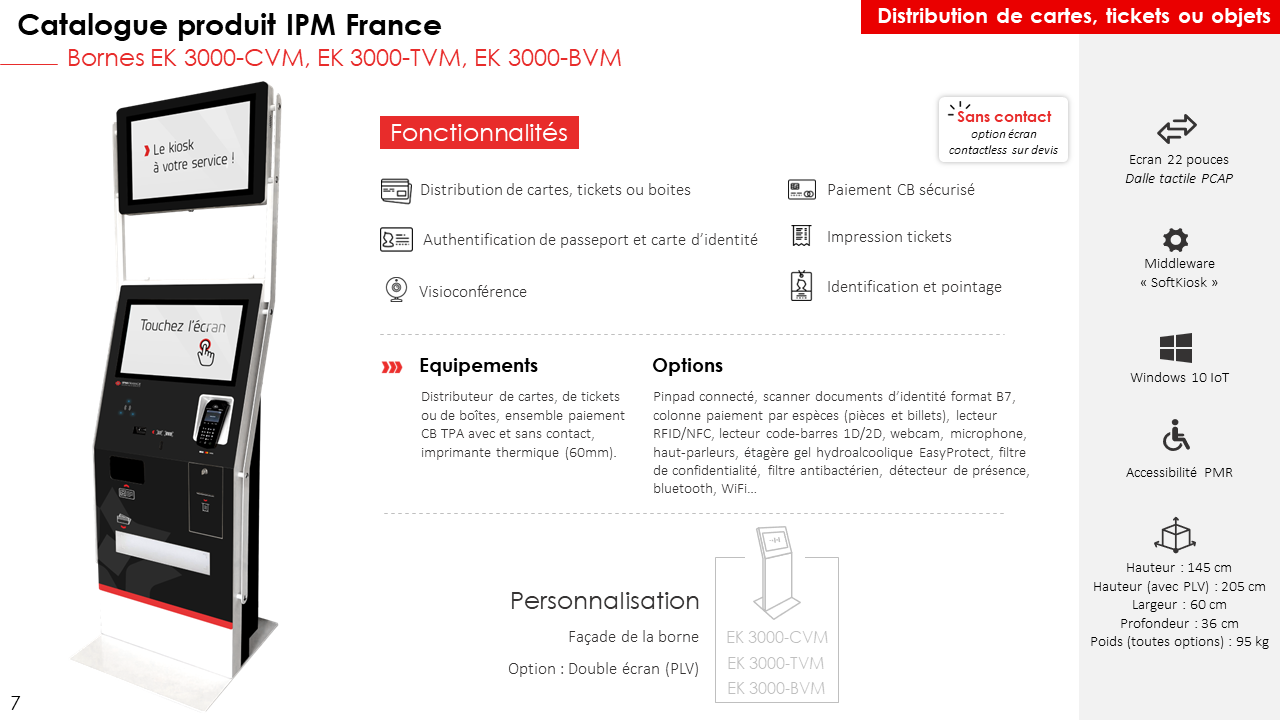 Catalogue produit IPM France
Distribution de cartes, tickets ou objets
Bornes EK 3000-CVM, EK 3000-TVM, EK 3000-BVM
Le kiosk
à votre service !
Touchez l'écran
Fonctionnalités
Sans contact
option écran
contactless sur devis
Distribution de cartes, tickets ou boites
Paiement CB sécurisé
Authentification de passeport et carte d’identité
Impression tickets
Visioconférence
Identification et pointage
Equipements
Distributeur de cartes, de tickets
ou de boîtes, ensemble paiement
CB TPA avec et sans contact,
imprimante thermique (60mm).
Options
Pinpad connecté, scanner documents d’identité format B7,
colonne paiement par espèces (pièces et billets), lecteur
RFID/NFC, lecteur code-barres 1D/2D, webcam, microphone,
haut-parleurs, étagère gel hydroalcoolique EasyProtect, filtre
de confidentialité, filtre antibactérien, détecteur de présence,
bluetooth, WiFi…
Personnalisation
Façade de la borne
Option : Double écran (PLV)
EK 3000-CVM
EK 3000-TVM
EK 3000-BVM
Ecran 22 pouces
Dalle tactile PCAP
Middleware
« SoftKiosk »
Windows 10 IoT
Accessibilité PMR
Hauteur : 145 cm
Hauteur (avec PLV) : 205 cm
Largeur : 60 cm
Profondeur : 36 cm
Poids (toutes options) : 95 kg
7